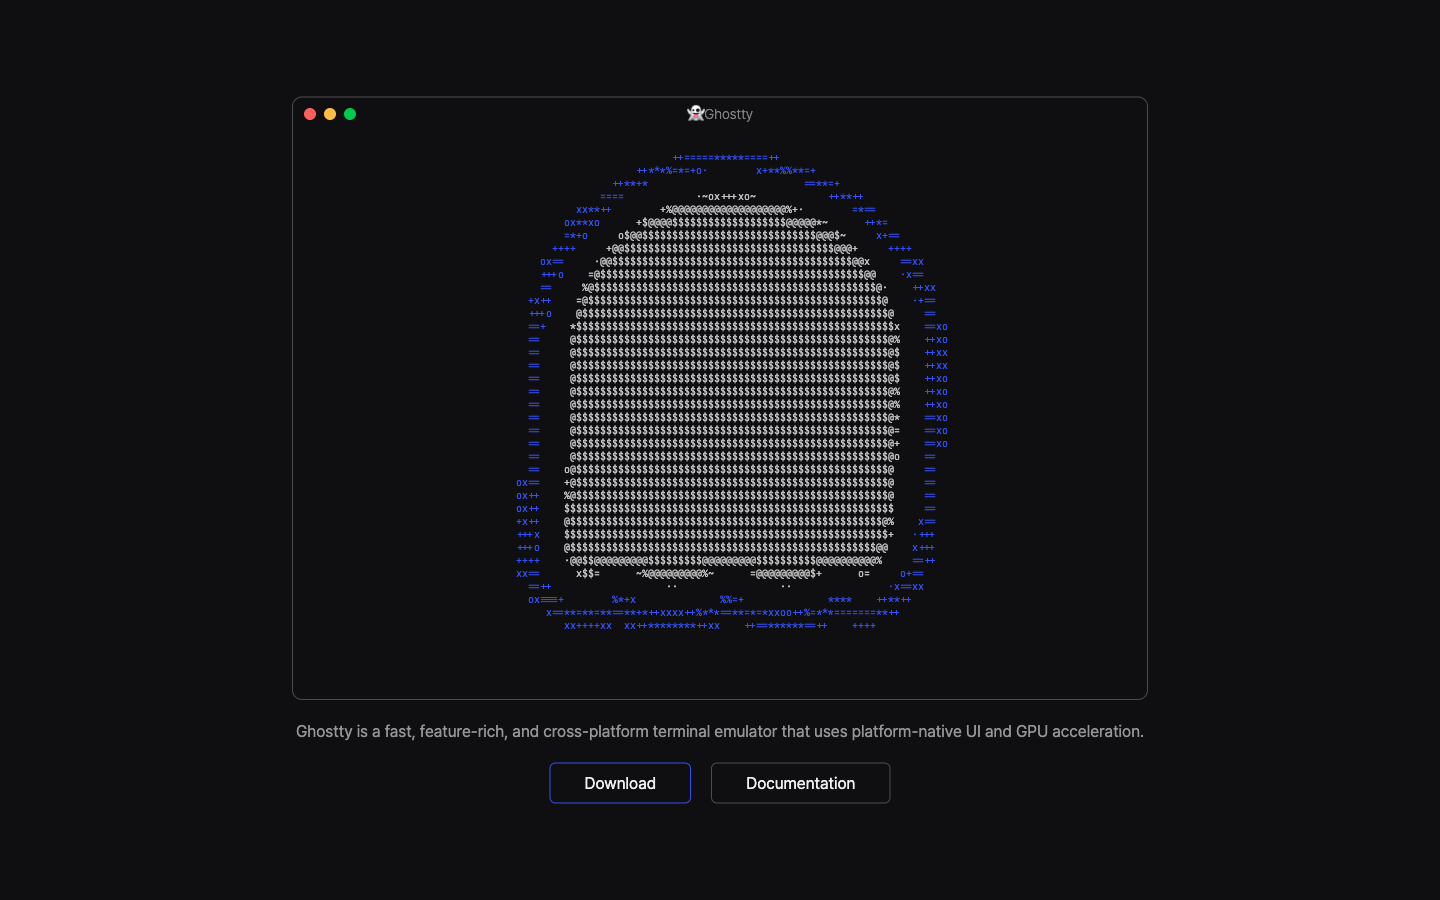 👻Ghostty
Ghostty is a fast, feature-rich, and cross-platform terminal emulator that uses platform-native UI and GPU acceleration.
Download
Documentation